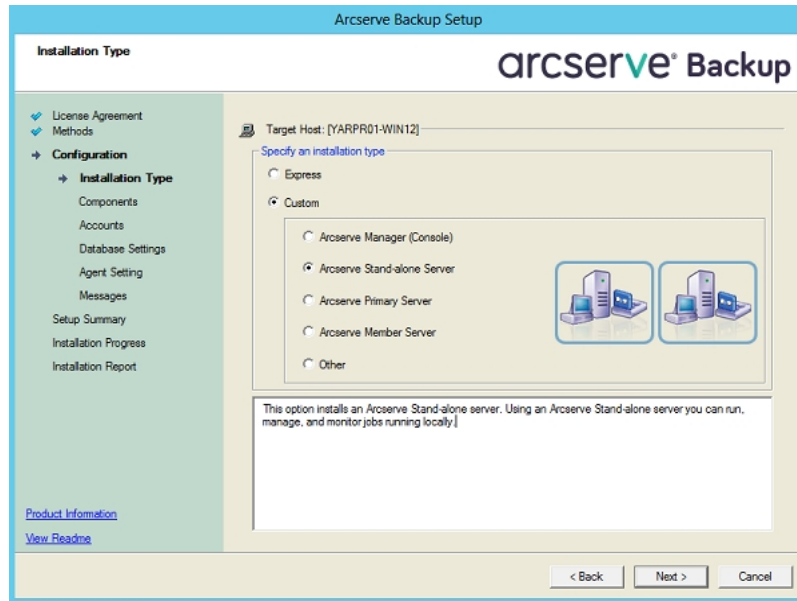 Arcserve Backup Setup
Installation Type
arcserve® Backup
License Agreement
Methods
Configuration
Installation Type
Components
Accounts
Database Settings
Agent Setting
Messages
Setup Summary
Installation Progress
Installation Report
Product Information
View Readme
Target Host: [YARPR01-WIN12]
Specify an installation type
Express
Custom
Arcserve Manager (Console)
Arcserve Stand-alone Server
Arcserve Primary Server
Arcserve Member Server
Other
This option installs an Arcserve Stand-alone server. Using an Arcserve Stand-alone server you can run,
manage, and monitor jobs running locally.
< Back
Next >
Cancel